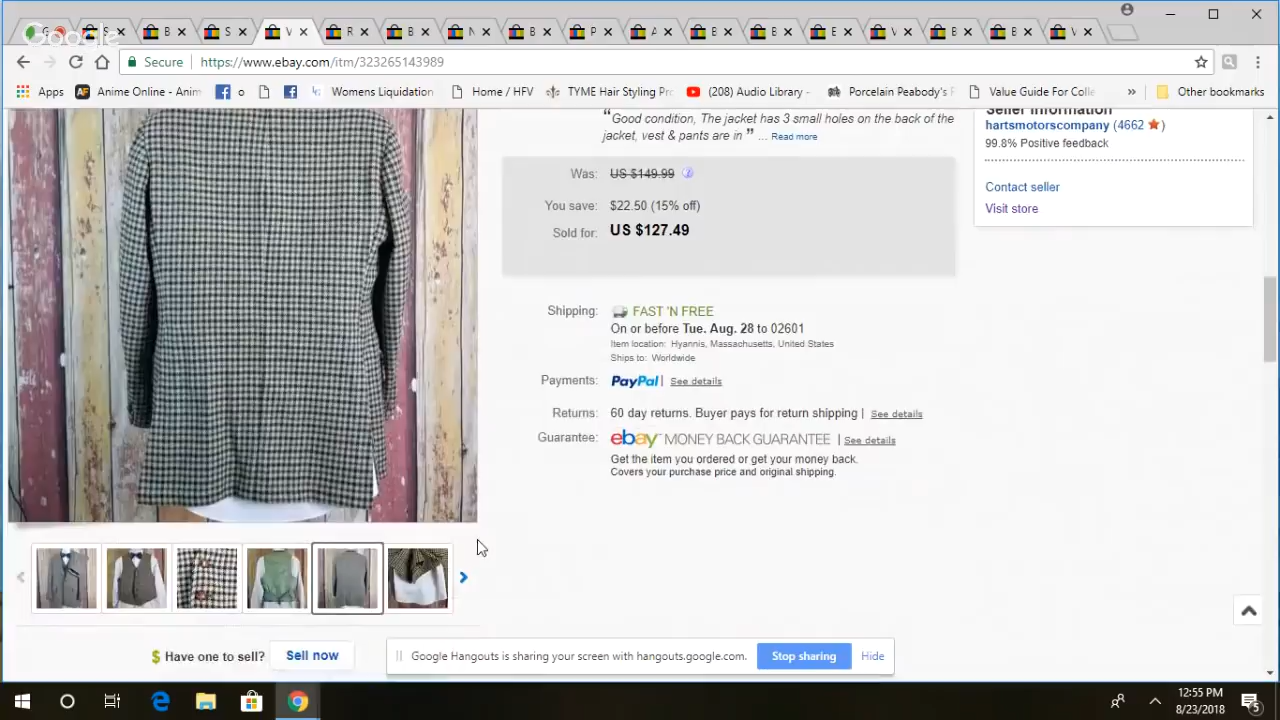 Google
V
R
B
N
B
P
A
E
E
V
B
B
V
Secure https://www.ebay.com/itm/323265143989
Apps Anime Online - Anim Womens Liquidation Home / HFV TYME Hair Styling Pro (208) Audio Library - Porcelain Peabody's F Value Guide For Colle » Other bookmarks
"Good condition, The jacket has 3 small holes on the back of the
jacket, vest & pants are in " ... Read more
Was: US $149.99
You save: $22.50 (15% off)
Sold for: US $127.49
Seller information
hartsmotorscompany (4662 )
99.8% Positive feedback
Contact seller
Visit store
Shipping: FAST 'N FREE
On or before Tue. Aug. 28 to 02601
Item location: Hyannis, Massachusetts, United States
Ships to: Worldwide
Payments: PayPal | See details
Returns: 60 day returns. Buyer pays for return shipping | See details
Guarantee: ebay MONEY BACK GUARANTEE | See details
Get the item you ordered or get your money back.
Covers your purchase price and original shipping.
$ Have one to sell? Sell now
Google Hangouts is sharing your screen with hangouts.google.com. Stop sharing Hide
12:55 PM
8/23/2018
5